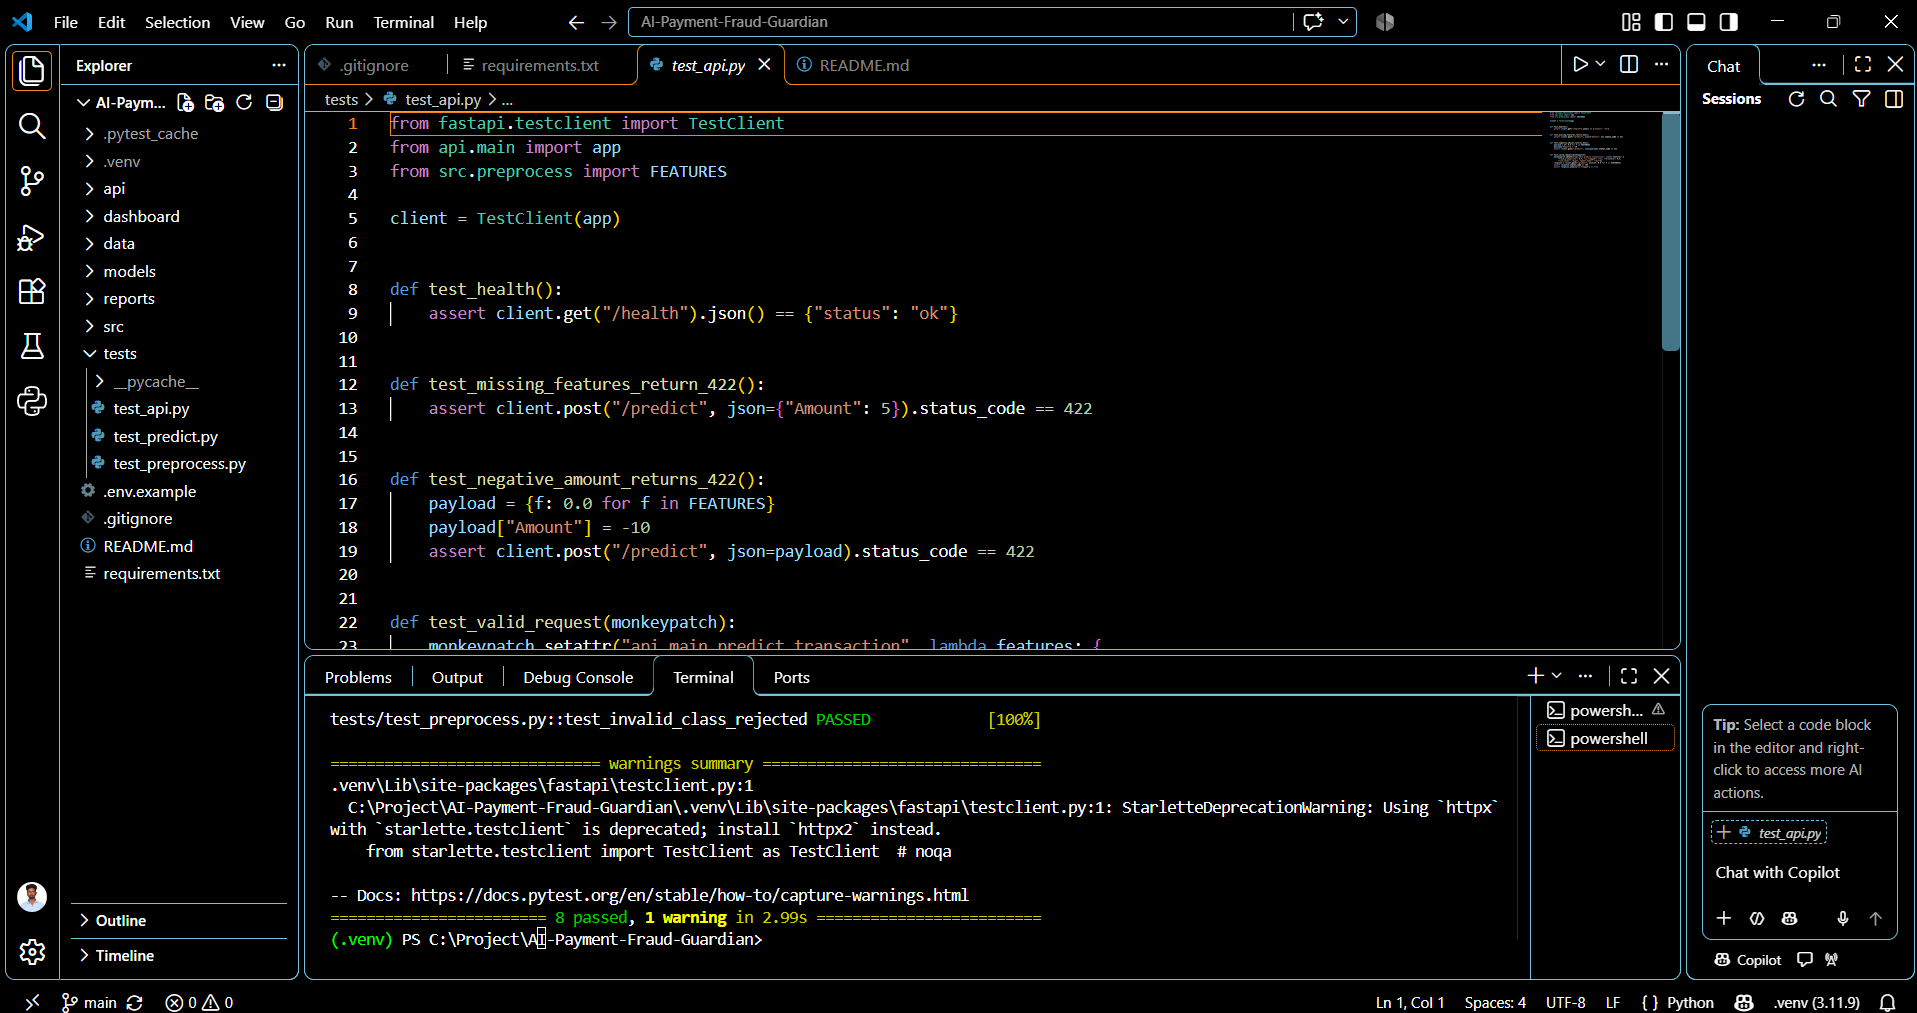 File Edit Selection View Go Run Terminal Help
AI-Payment-Fraud-Guardian
Explorer
AI-Paym...
.pytest_cache
.venv
api
dashboard
data
models
reports
src
tests
__pycache__
test_api.py
test_predict.py
test_preprocess.py
.env.example
.gitignore
README.md
requirements.txt
Outline
Timeline
.gitignore requirements.txt test_api.py README.md
tests > test_api.py > ...
1 from fastapi.testclient import TestClient
2 from api.main import app
3 from src.preprocess import FEATURES
4
5 client = TestClient(app)
6
7
8 def test_health():
9 assert client.get("/health").json() == {"status": "ok"}
10
11
12 def test_missing_features_return_422():
13 assert client.post("/predict", json={"Amount": 5}).status_code == 422
14
15
16 def test_negative_amount_returns_422():
17 payload = {f: 0.0 for f in FEATURES}
18 payload["Amount"] = -10
19 assert client.post("/predict", json=payload).status_code == 422
20
21
22 def test_valid_request(monkeypatch):
23 monkeypatch.setattr("api.main.predict_transaction", lambda features: {
Problems Output Debug Console Terminal Ports
tests/test_preprocess.py::test_invalid_class_rejected PASSED [100%]
============================== warnings summary ===============================
.venv\Lib\site-packages\fastapi\testclient.py:1
C:\Project\AI-Payment-Fraud-Guardian\.venv\Lib\site-packages\fastapi\testclient.py:1: StarletteDeprecationWarning: Using `httpx`
with `starlette.testclient` is deprecated; install `httpx2` instead.
from starlette.testclient import TestClient as TestClient # noqa
-- Docs: https://docs.pytest.org/en/stable/how-to/capture-warnings.html
======================== 8 passed, 1 warning in 2.99s =========================
(.venv) PS C:\Project\AI-Payment-Fraud-Guardian>
powersh...
powershell
Chat
Sessions
Tip: Select a code block
in the editor and right-
click to access more AI
actions.
test_api.py
Chat with Copilot
Copilot
main 0 0
Ln 1, Col 1 Spaces: 4 UTF-8 LF { } Python .venv (3.11.9)